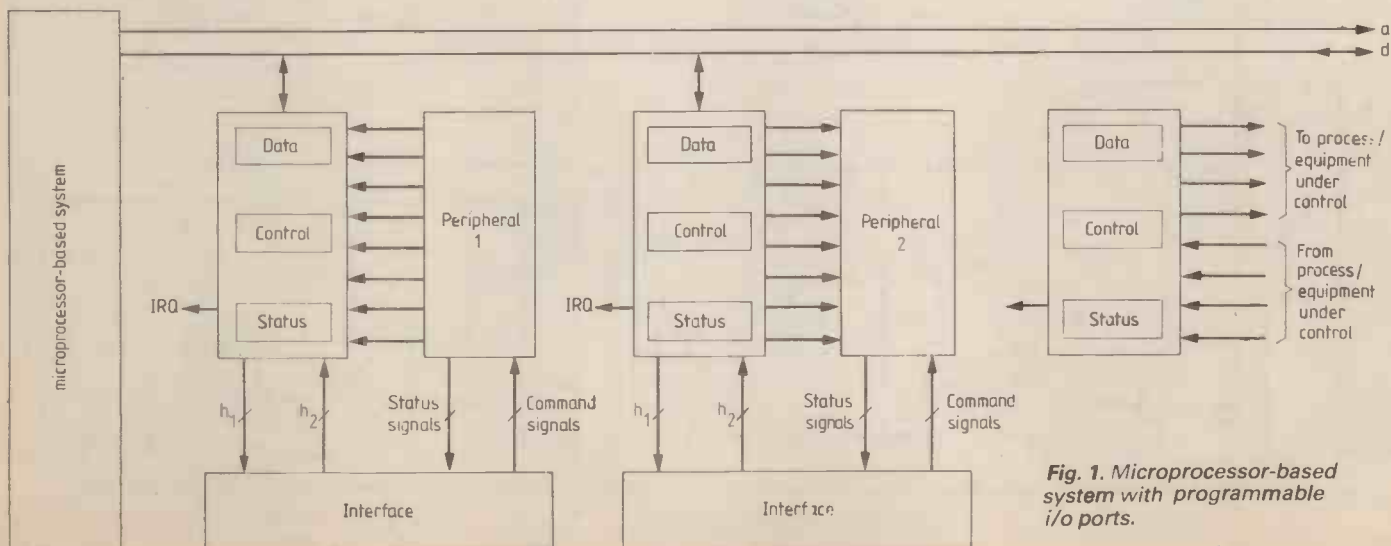 microprocessor-based system
a
d
Data
Control
Status
IRQ
Peripheral
1
h1
h2
Status
signals
Command
signals
Interface
Data
Control
Status
IRQ
Peripheral
2
h1
h2
Status
signals
Command
signals
Interface
Data
Control
Status
To process/
equipment
under
control
From
process/
equipment
under
control
Fig. 1. Microprocessor-based
system with programmable
i/o ports.